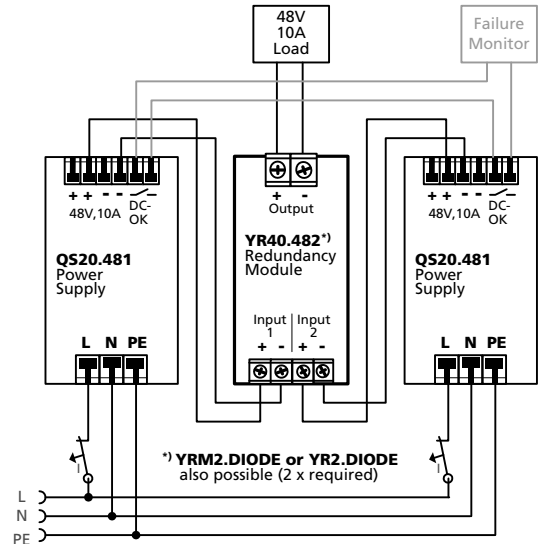 48V
10A
Load
Failure
Monitor
+ + - -
48V,10A
DC-
OK
QS20.481
Power
Supply
L N PE
+ -
Output
YR40.482*)
Redundancy
Module
Input
1
Input
2
+ - + -
+ + - -
48V,10A
DC-
OK
QS20.481
Power
Supply
L N PE
I
I
*) YRM2.DIODE or YR2.DIODE
also possible (2 x required)
L
N
PE